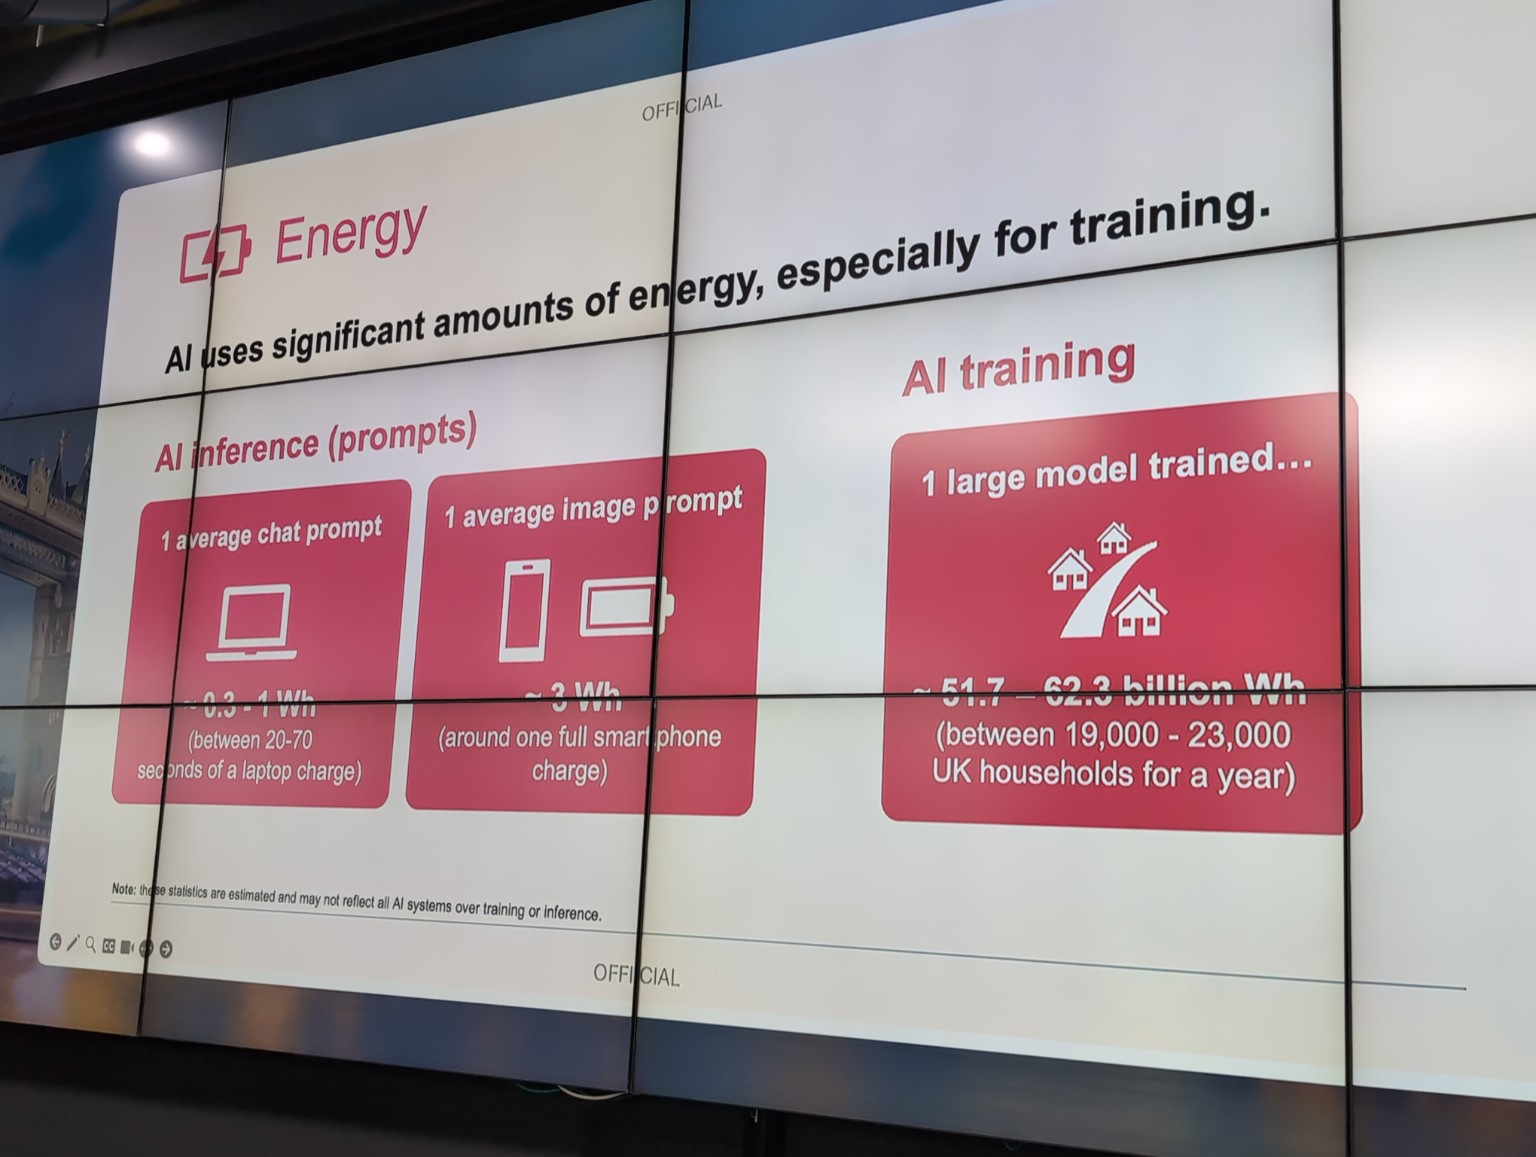 OFFICIAL
Energy
AI uses significant amounts of energy, especially for training.
AI inference (prompts)
1 average chat prompt
~ 0.3 - 1 Wh
(between 20-70
seconds of a laptop charge)
1 average image prompt
~ 3 Wh
(around one full smart phone
charge)
AI training
1 large model trained...
~ 51.7 – 62.3 billion Wh
(between 19,000 - 23,000
UK households for a year)
Note: these statistics are estimated and may not reflect all AI systems over training or inference.
CC
OFFICIAL